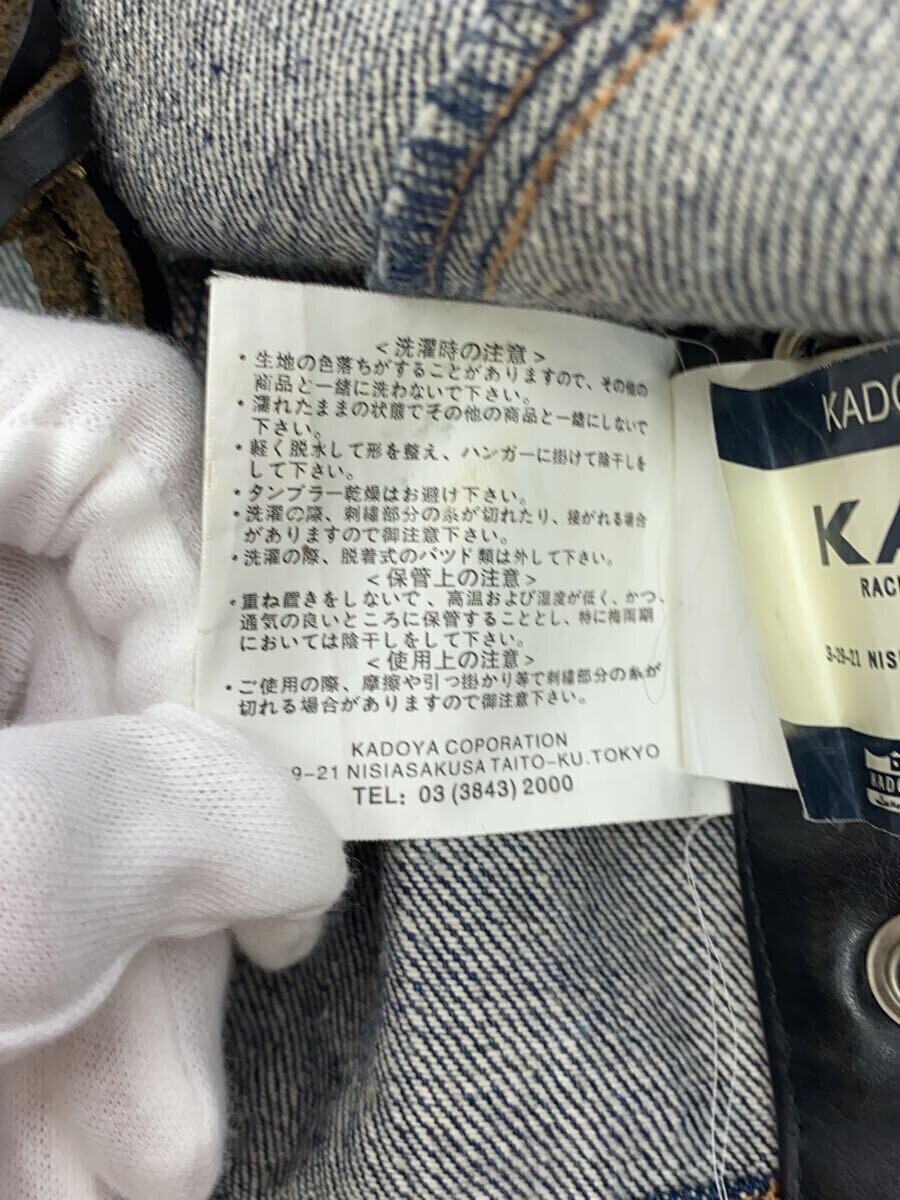 <洗濯時の注意>
・生地の色落ちがすることがありますので、その他の
商品と一緒に洗わないで下さい。
・濡れたままの状態でその他の商品と一緒にしないで
下さい。
・軽く脱水して形を整え、ハンガーに掛けて陰干しを
して下さい。
・タンブラー乾燥はお避け下さい。
・洗濯の際、刺繍部分の糸が切れたり、接がれる場合
がありますので御注意下さい。
・洗濯の際、脱着式のパッド類は外して下さい。
<保管上の注意>
・重ね置きをしないで、高温および湿度が低く、かつ、
通気の良いところに保管することとし、特に梅雨期
においては陰干しをして下さい。
<使用上の注意>
・ご使用の際、摩擦や引っ掛かり等で刺繍部分の糸が
切れる場合がありますので御注意下さい。
KADOYA COPORATION
9-21 NISIASAKUSA TAITO-KU.TOKYO
TEL: 03 (3843) 2000
KADO
KA
RAC
3-29-21 NIS
KADO